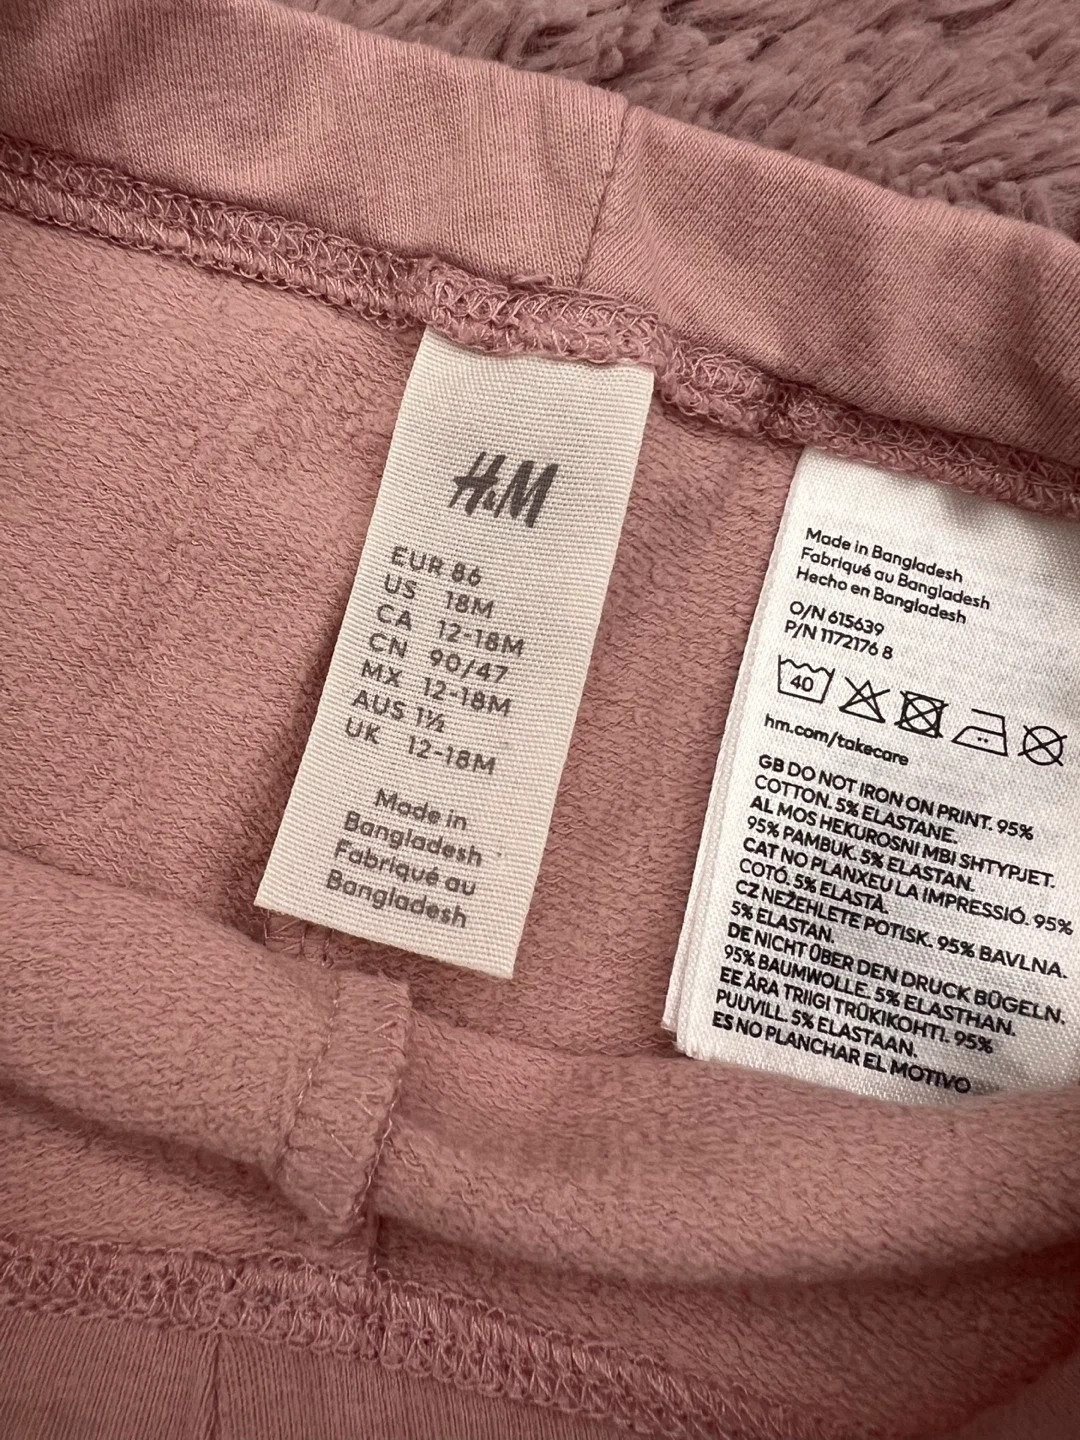 H&M
EUR 86
US 18M
CA 12-18M
CN 90/47
MX 12-18M
AUS 1½
UK 12-18M
Made in
Bangladesh
Fabriqué au
Bangladesh
Made in Bangladesh
Fabriqué au Bangladesh
Hecho en Bangladesh
O/N 615639
P/N 1172176 8
40
hm.com/takecare
GB DO NOT IRON ON PRINT. 95%
COTTON. 5% ELASTANE.
AL MOS HEKUROSNI MBI SHTYPJET.
95% PAMBUK. 5% ELASTAN.
CAT NO PLANXEU LA IMPRESSIÓ. 95%
COTÓ. 5% ELASTÀ.
CZ NEŽEHLETE POTISK. 95% BAVLNA.
5% ELASTAN.
DE NICHT ÜBER DEN DRUCK BÜGELN.
95% BAUMWOLLE. 5% ELASTHAN.
EE ÄRA TRIIGI TRÜKIKOHTI. 95%
PUUVILL. 5% ELASTAAN.
ES NO PLANCHAR EL MOTIVO